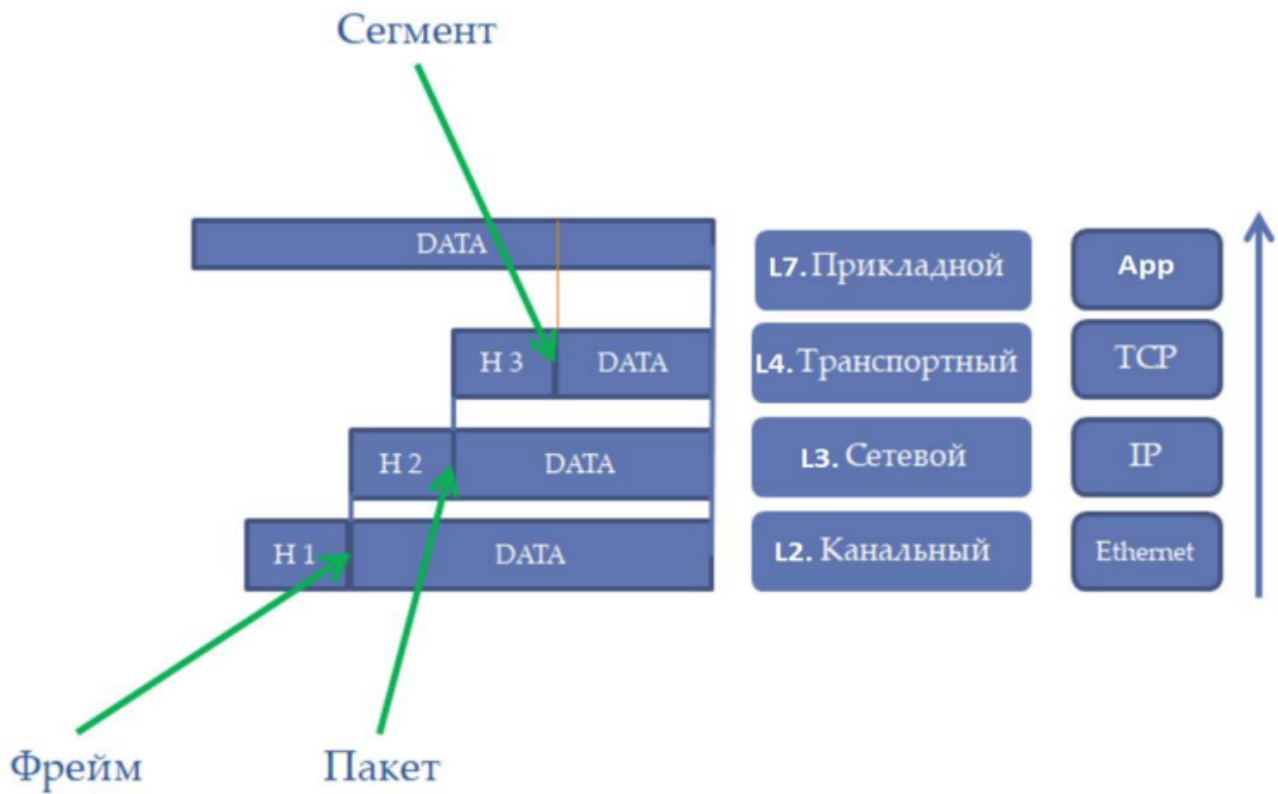 Сегмент
DATA
L7. Прикладной
App
H 3
DATA
L4. Транспортный
TCP
H 2
DATA
L3. Сетевой
IP
H 1
DATA
L2. Канальный
Ethernet
Фрейм
Пакет